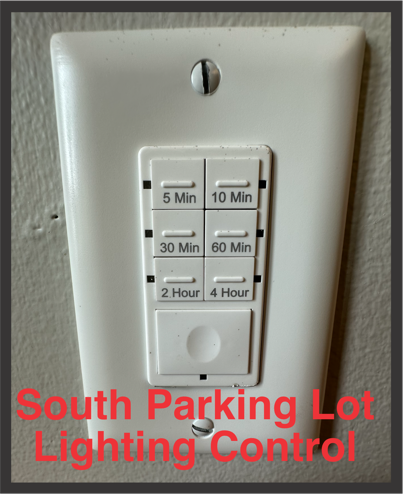 5 Min 10 Min
30 Min 60 Min
2 Hour 4 Hour
South Parking Lot
Lighting Control